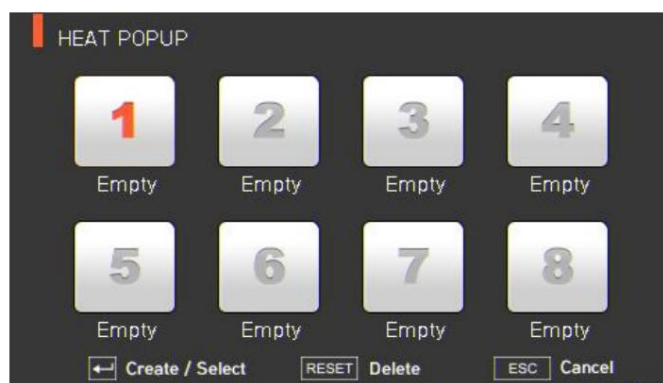 HEAT POPUP
1 2 3 4
Empty Empty Empty Empty
5 6 7 8
Empty Empty Empty Empty
Create / Select RESET Delete ESC Cancel